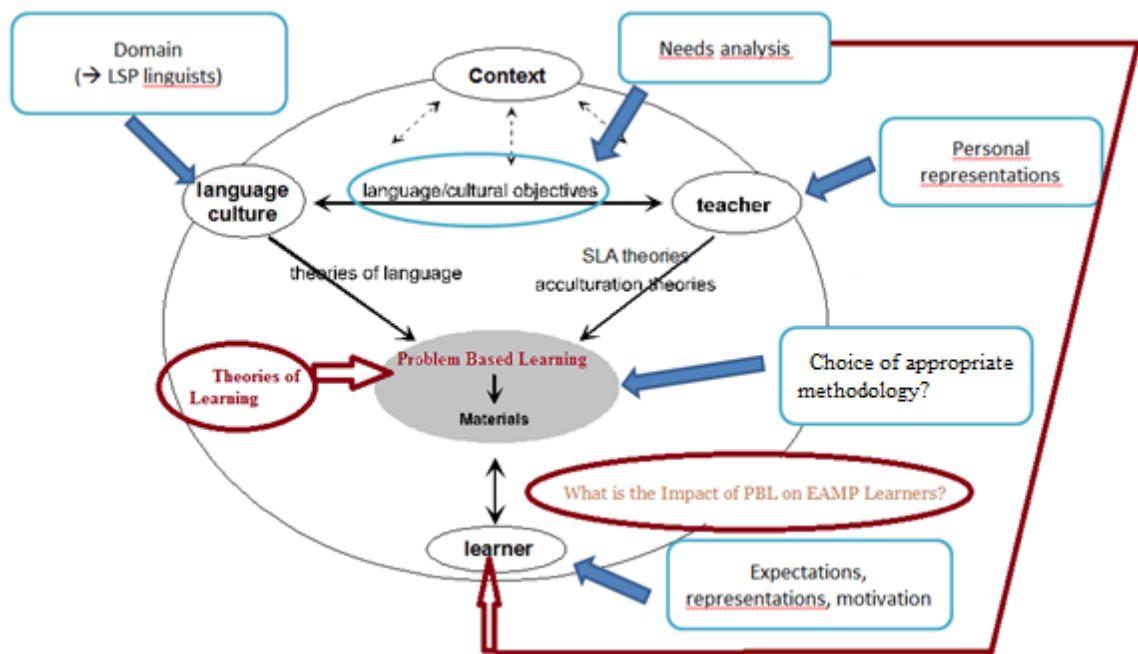 Domain
(→ LSP linguists)
Needs analysis
Context
Personal
representations
language
culture
language/cultural objectives
teacher
theories of language
SLA theories
acculturation theories
Problem Based Learning
Materials
Theories of
Learning
Choice of appropriate
methodology?
What is the Impact of PBL on EAMP Learners?
learner
Expectations,
representations, motivation